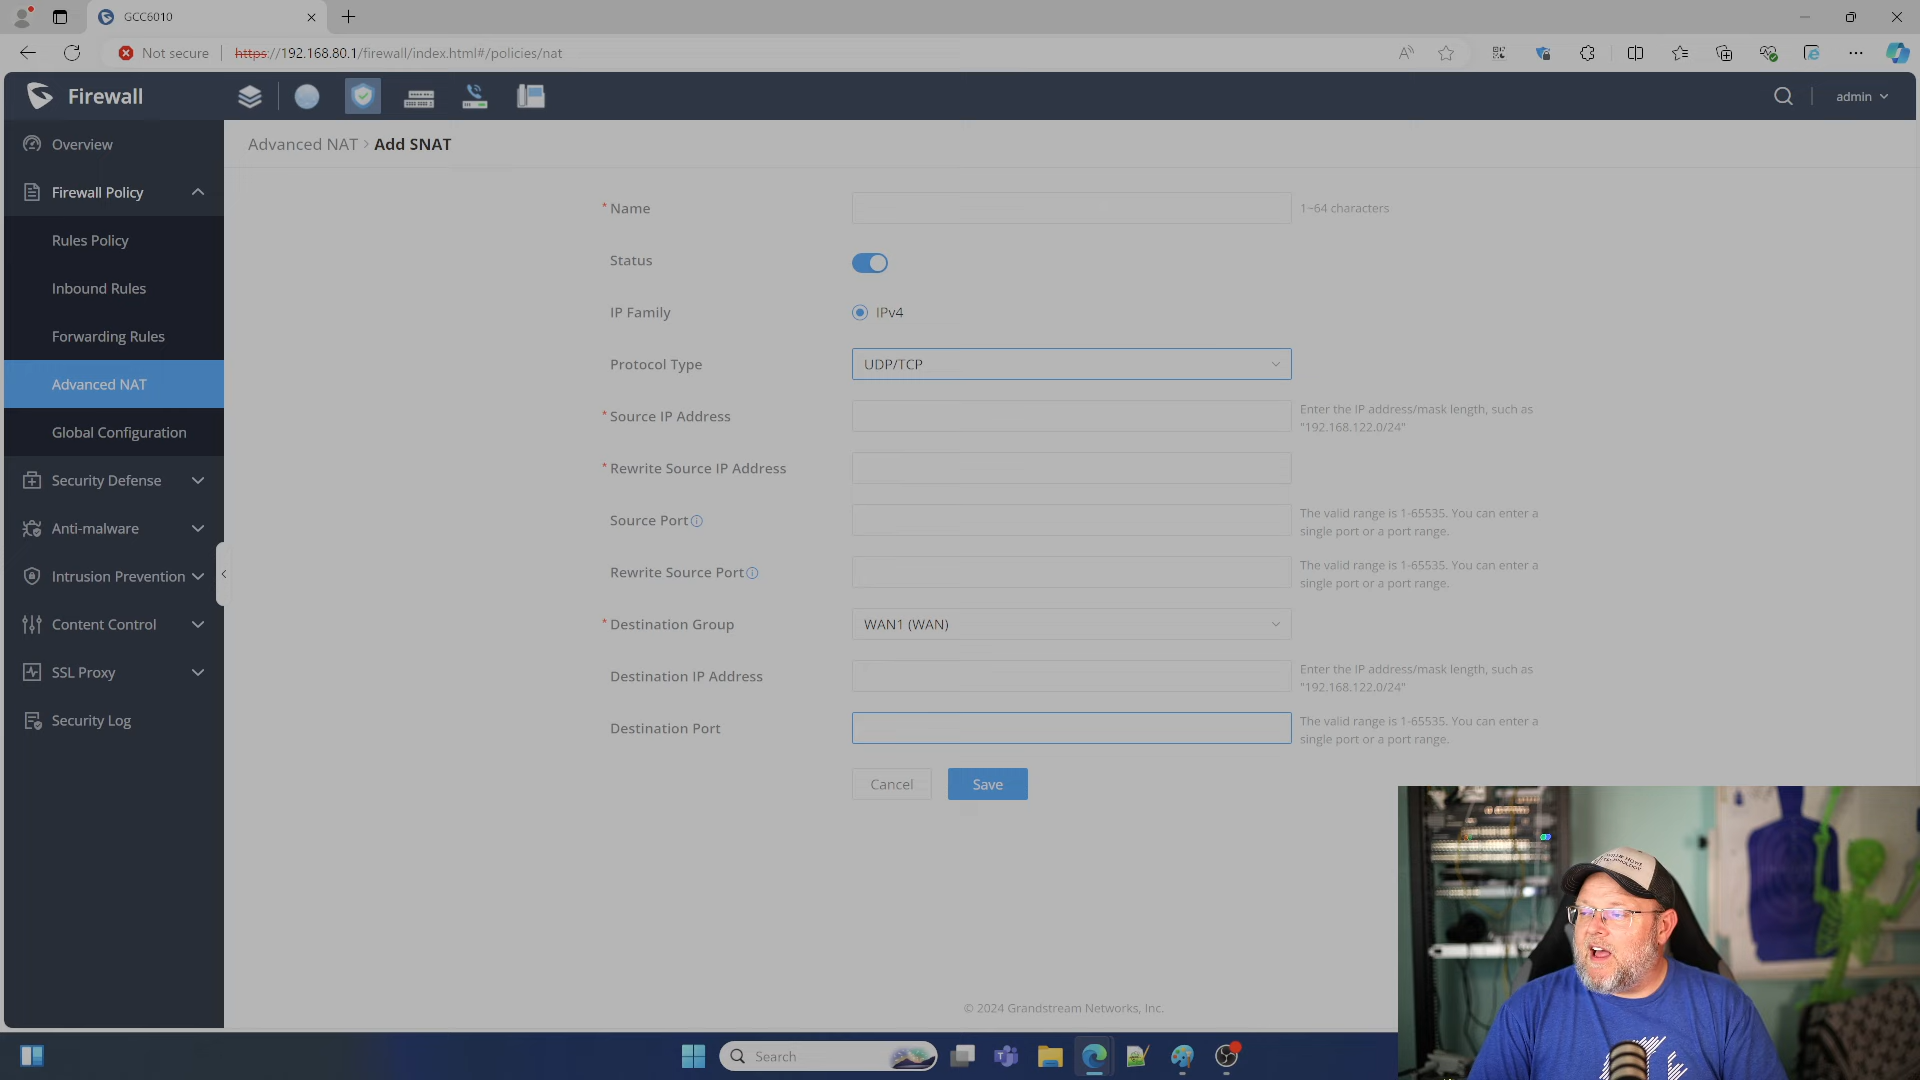 GCC6010
Not secure
https://192.168.80.1/firewall/index.html#/policies/nat
Firewall
admin
Overview
Firewall Policy
Rules Policy
Inbound Rules
Forwarding Rules
Advanced NAT
Global Configuration
Security Defense
Anti-malware
Intrusion Prevention
Content Control
SSL Proxy
Security Log
Advanced NAT > Add SNAT
* Name
1~64 characters
Status
IP Family
IPv4
Protocol Type
UDP/TCP
* Source IP Address
Enter the IP address/mask length, such as
"192.168.122.0/24"
* Rewrite Source IP Address
Source Port
The valid range is 1-65535. You can enter a
single port or a port range.
Rewrite Source Port
The valid range is 1-65535. You can enter a
single port or a port range.
* Destination Group
WAN1 (WAN)
Destination IP Address
Enter the IP address/mask length, such as
"192.168.122.0/24"
Destination Port
The valid range is 1-65535. You can enter a
single port or a port range.
Cancel
Save
© 2024 Grandstream Networks, Inc.
Search